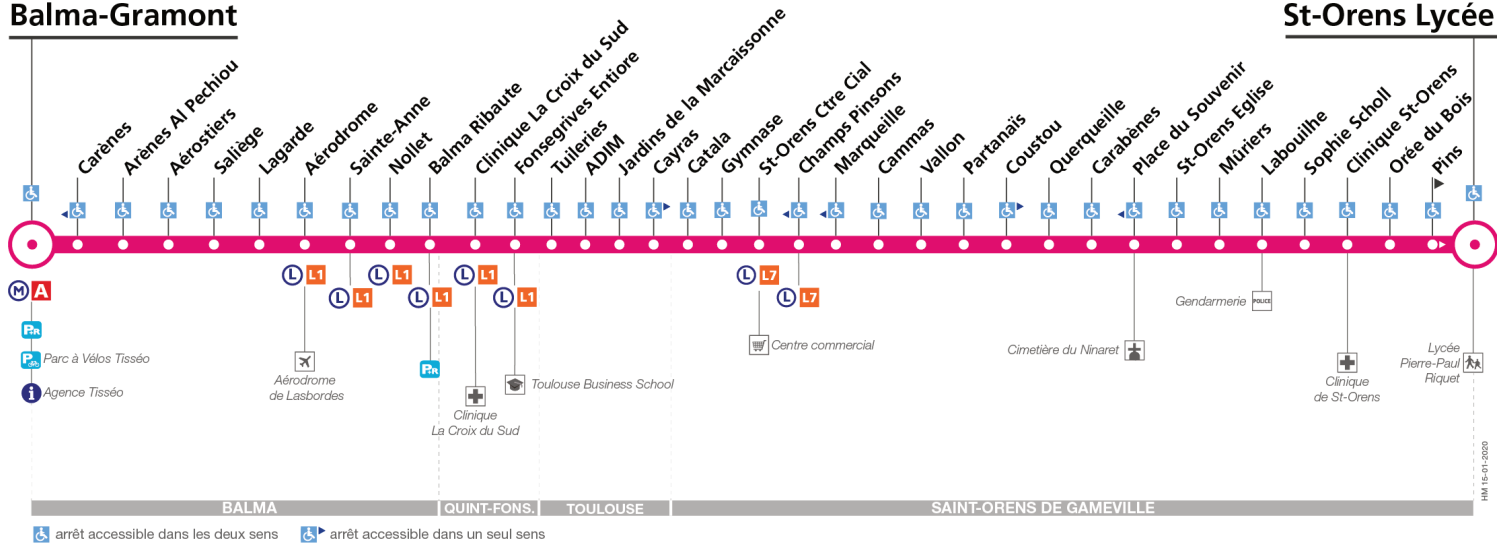 Balma-Gramont
St-Orens Lycée
Carènes
Arènes Al Pechiou
Aérostiers
Saliège
Lagarde
Aérodrome
Sainte-Anne
Nollet
Balma Ribaute
Clinique La Croix du Sud
Fonsegrives Entiore
Tuileries
ADIM
Jardins de la Marcaissonne
Cayras
Catala
Gymnase
St-Orens Ctre Cial
Champs Pinsons
Marqueille
Cammas
Vallon
Partanaïs
Coustou
Querqueille
Carabènes
Place du Souvenir
St-Orens Eglise
Mûriers
Labouilhe
Sophie Scholl
Clinique St-Orens
Orée du Bois
Pins
M A
L L1
L L1
L L1
L L1
L L1
L L1
L L7
L L7
P+R
P
Parc à Vélos Tisséo
i
Agence Tisséo
Aérodrome
de Lasbordes
P+R
Clinique
La Croix du Sud
Toulouse Business School
Centre commercial
Cimetière du Ninaret
Gendarmerie
POLICE
Clinique
de St-Orens
Lycée
Pierre-Paul
Riquet
HM 15-01-2020
BALMA
QUINT-FONS.
TOULOUSE
SAINT-ORENS DE GAMEVILLE
arrêt accessible dans les deux sens
arrêt accessible dans un seul sens